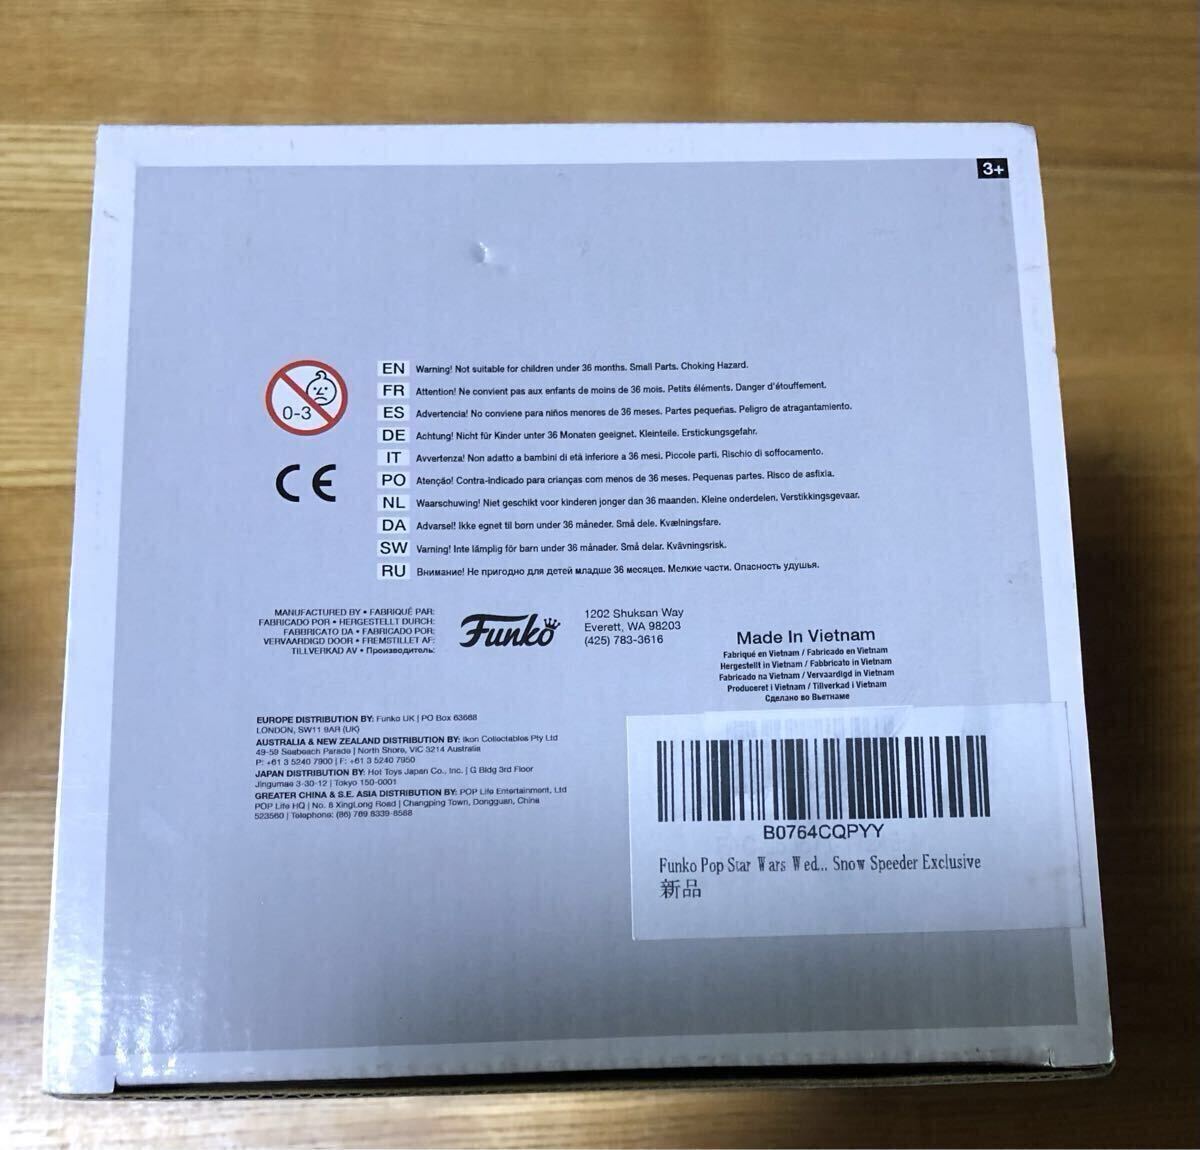 3+
0-3
CE
EN Warning! Not suitable for children under 36 months. Small Parts. Choking Hazard.
FR Attention! Ne convient pas aux enfants de moins de 36 mois. Petits éléments. Danger d'étouffement.
ES Advertencia! No conviene para niños menores de 36 meses. Partes pequeñas. Peligro de atragantamiento.
DE Achtung! Nicht für Kinder unter 36 Monaten geeignet. Kleinteile. Erstickungsgefahr.
IT Avvertenza! Non adatto a bambini di età inferiore a 36 mesi. Piccole parti. Rischio di soffocamento.
PO Atenção! Contra-indicado para crianças com menos de 36 meses. Pequenas partes. Risco de asfixia.
NL Waarschuwing! Niet geschikt voor kinderen jonger dan 36 maanden. Kleine onderdelen. Verstikkingsgevaar.
DA Advarsel! Ikke egnet til born under 36 måneder. Små dele. Kvælningsfare.
SW Varning! Inte lämplig för barn under 36 månader. Små delar. Kvävningsrisk.
RU Внимание! Не пригодно для детей младше 36 месяцев. Мелкие части. Опасность удушья.
MANUFACTURED BY • FABRIQUÉ PAR:
FABRICADO POR • HERGESTELLT DURCH:
FABBRICATO DA • FABRICADO POR:
VERVAARDIGD DOOR • FREMSTILLET AF:
TILLVERKAD AV • Производитель:
Funko
1202 Shuksan Way
Everett, WA 98203
(425) 783-3616
Made In Vietnam
Fabriqué en Vietnam / Fabricado en Vietnam
Hergestellt in Vietnam / Fabbricato in Vietnam
Fabricado na Vietnam / Vervaardigd in Vietnam
Produceret i Vietnam / Tillverkad i Vietnam
Сделано во Вьетнаме
EUROPE DISTRIBUTION BY: Funko UK | PO Box 63668
LONDON, SW11 9AR (UK)
AUSTRALIA & NEW ZEALAND DISTRIBUTION BY: Ikon Collectables Pty Ltd
49-59 Seabeach Parade | North Shore, VIC 3214 Australia
P: +61 3 5240 7900 | F: +61 3 5240 7950
JAPAN DISTRIBUTION BY: Hot Toys Japan Co., Inc. | G Bldg 3rd Floor
Jingumae 3-30-12 | Tokyo 150-0001
GREATER CHINA & S.E. ASIA DISTRIBUTION BY: POP Life Entertainment, Ltd
POP Life HQ | No. 8 XingLong Road | Changping Town, Dongguan, China
523560 | Telephone: (86) 769 8339-8588
B0764CQPYY
Funko Pop Star Wars Wed... Snow Speeder Exclusive
新品